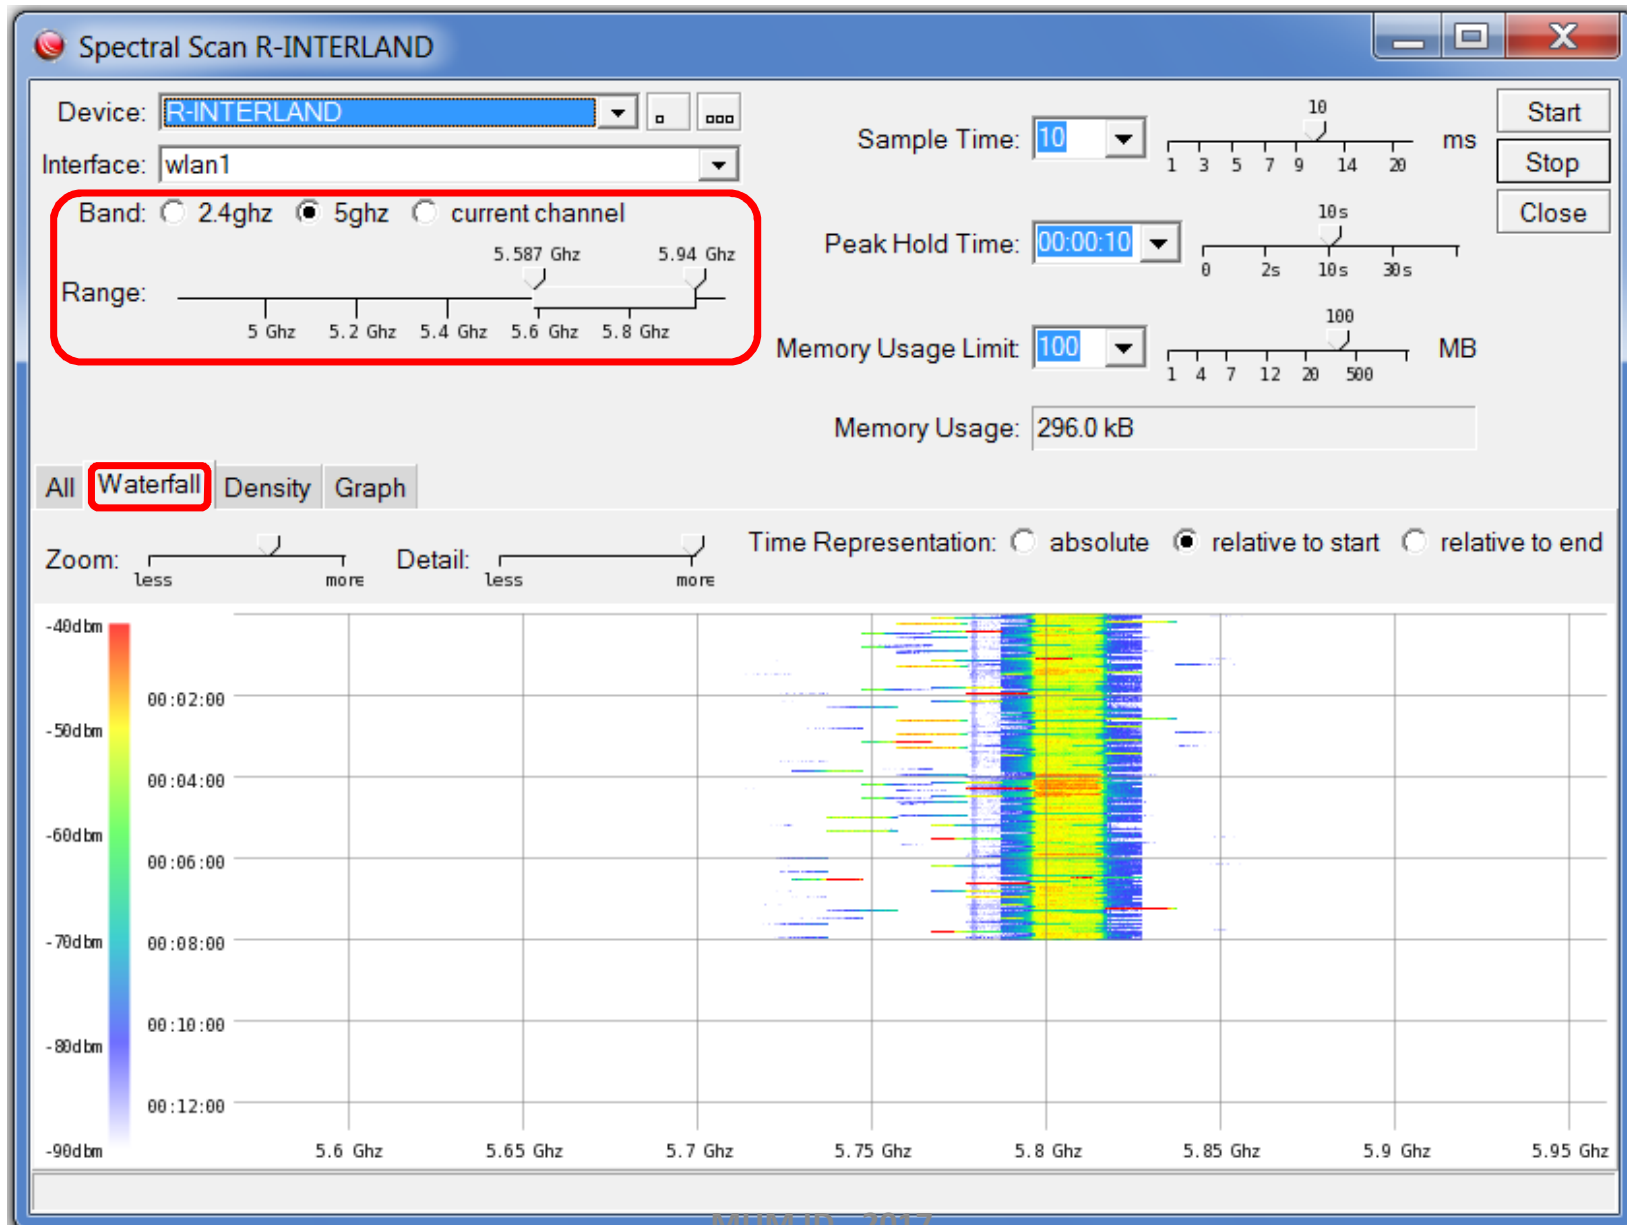 Spectral Scan R-INTERLAND
Device: R-INTERLAND
Interface: wlan1
Band: 2.4ghz 5ghz current channel
5.587 Ghz 5.94 Ghz
Range:
5 Ghz 5.2 Ghz 5.4 Ghz 5.6 Ghz 5.8 Ghz
10
Sample Time: 10 ms
1 3 5 7 9 14 20
10s
Peak Hold Time: 00:00:10
0 2s 10s 30s
100
Memory Usage Limit: 100 MB
1 4 7 12 20 500
Memory Usage: 296.0 kB
Start
Stop
Close
All Waterfall Density Graph
Zoom: less more Detail: less more
Time Representation: absolute relative to start relative to end
-40dbm
00:02:00
-50dbm
00:04:00
-60dbm
00:06:00
-70dbm 00:08:00
00:10:00
-80dbm
00:12:00
-90dbm 5.6 Ghz 5.65 Ghz 5.7 Ghz 5.75 Ghz 5.8 Ghz 5.85 Ghz 5.9 Ghz 5.95 Ghz
2017